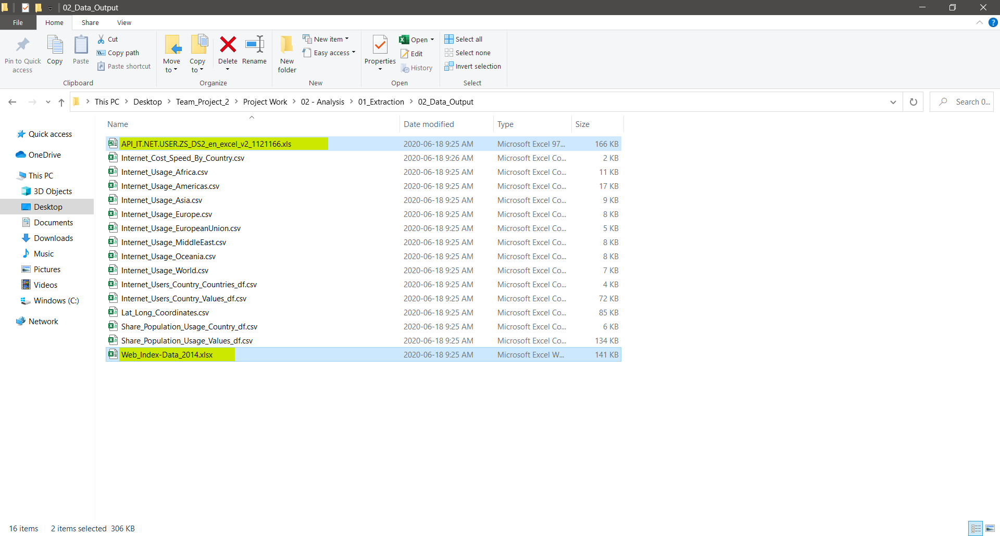 02_Data_Output
File Home Share View
Pin to Quick access
Copy
Paste
Cut
Copy path
Paste shortcut
Clipboard
Move to
Copy to
Delete
Rename
Organize
New folder
New item
Easy access
New
Properties
Open
Edit
History
Open
Select all
Select none
Invert selection
Select
This PC > Desktop > Team_Project_2 > Project Work > 02 - Analysis > 01_Extraction > 02_Data_Output
Search 0...
Quick access
OneDrive
This PC
3D Objects
Desktop
Documents
Downloads
Music
Pictures
Videos
Windows (C:)
Network
Name Date modified Type Size
API_IT.NET.USER.ZS_DS2_en_excel_v2_1121166.xls 2020-06-18 9:25 AM Microsoft Excel 97... 166 KB
Internet_Cost_Speed_By_Country.csv 2020-06-18 9:26 AM Microsoft Excel Co... 2 KB
Internet_Usage_Africa.csv 2020-06-18 9:25 AM Microsoft Excel Co... 11 KB
Internet_Usage_Americas.csv 2020-06-18 9:25 AM Microsoft Excel Co... 17 KB
Internet_Usage_Asia.csv 2020-06-18 9:25 AM Microsoft Excel Co... 9 KB
Internet_Usage_Europe.csv 2020-06-18 9:25 AM Microsoft Excel Co... 8 KB
Internet_Usage_EuropeanUnion.csv 2020-06-18 9:25 AM Microsoft Excel Co... 5 KB
Internet_Usage_MiddleEast.csv 2020-06-18 9:25 AM Microsoft Excel Co... 8 KB
Internet_Usage_Oceania.csv 2020-06-18 9:25 AM Microsoft Excel Co... 8 KB
Internet_Usage_World.csv 2020-06-18 9:25 AM Microsoft Excel Co... 7 KB
Internet_Users_Country_Countries_df.csv 2020-06-18 9:25 AM Microsoft Excel Co... 4 KB
Internet_Users_Country_Values_df.csv 2020-06-18 9:25 AM Microsoft Excel Co... 72 KB
Lat_Long_Coordinates.csv 2020-06-18 9:25 AM Microsoft Excel Co... 85 KB
Share_Population_Usage_Country_df.csv 2020-06-18 9:25 AM Microsoft Excel Co... 6 KB
Share_Population_Usage_Values_df.csv 2020-06-18 9:25 AM Microsoft Excel Co... 134 KB
Web_Index-Data_2014.xlsx 2020-06-18 9:25 AM Microsoft Excel W... 141 KB
16 items 2 items selected 306 KB